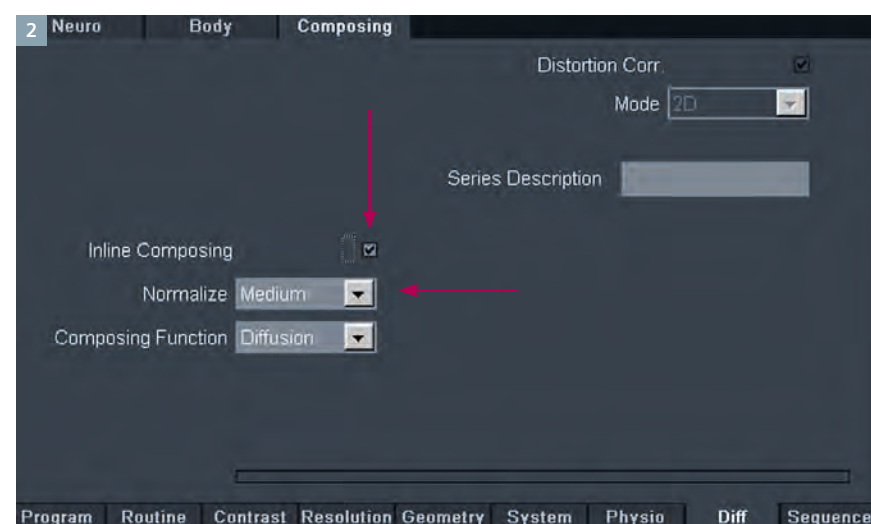 2
Neuro Body Composing
Distortion Corr.
Mode 2D
Series Description
Inline Composing
Normalize Medium
Composing Function Diffusion
Program Routine Contrast Resolution Geometry System Physio Diff Sequence